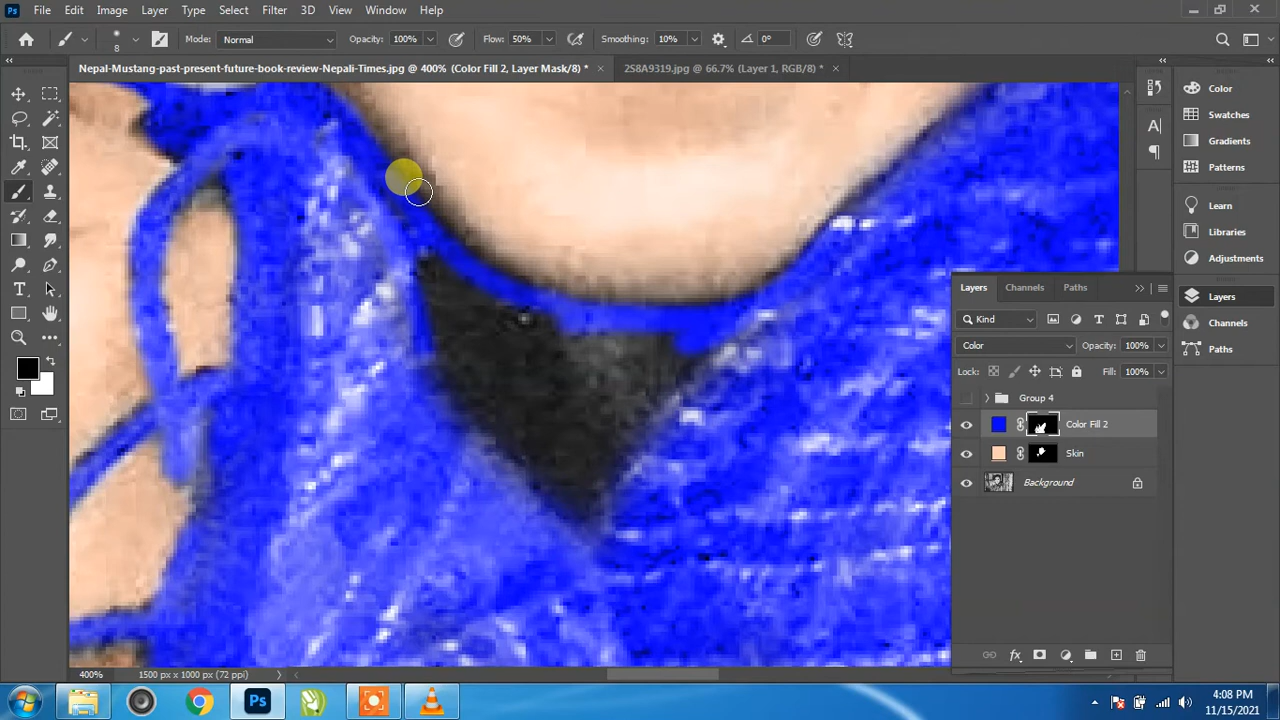 Ps File Edit Image Layer Type Select Filter 3D View Plugins Window Help
8 Mode: Normal Opacity: 100% Flow: 50% Smoothing: 10% 0°
Nepal-Mustang-past-present-future-book-review-Nepali-Times.jpg @ 400% (Color Fill 2, Layer Mask/8) * × 2S8A9319.jpg @ 66.7% (Layer 1, RGB/8) * ×
Color
Swatches
Gradients
Patterns
Learn
Libraries
Adjustments
Layers
Channels
Paths
Layers Channels Paths
Kind
Color Opacity: 100%
Lock: Fill: 100%
Group 4
Color Fill 2
Skin
Background
400% 1500 px x 1000 px (72 ppi)
Ps
4:08 PM
11/15/2021